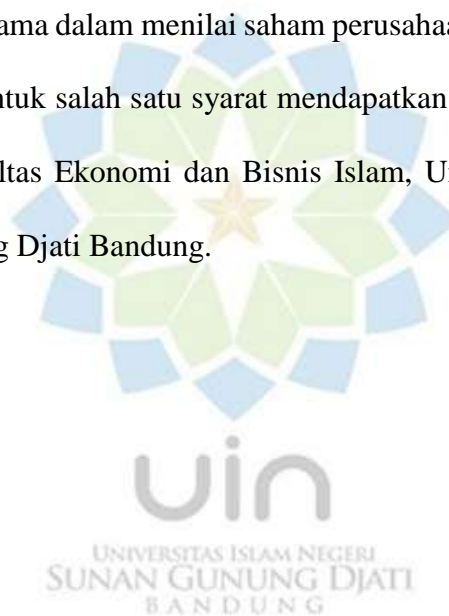 ama dalam menilai saham perusahaa
ntuk salah satu syarat mendapatkan
ltas Ekonomi dan Bisnis Islam, Un
g Djati Bandung.
uin
UNIVERSITAS ISLAM NEGERI
SUNAN GUNUNG DJATI
BANDUNG